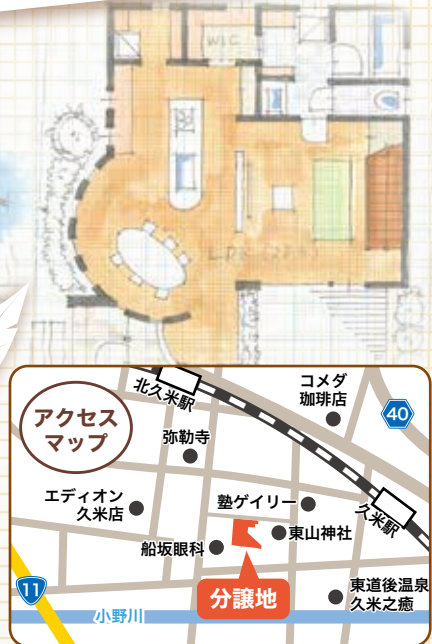 WIC
アクセス
マップ
北久米駅
コメダ
珈琲店
40
弥勒寺
エディオン
久米店
塾ゲイリー
久米駅
東山神社
船坂眼科
分譲地
11
小野川
東道後温泉
久米之癒